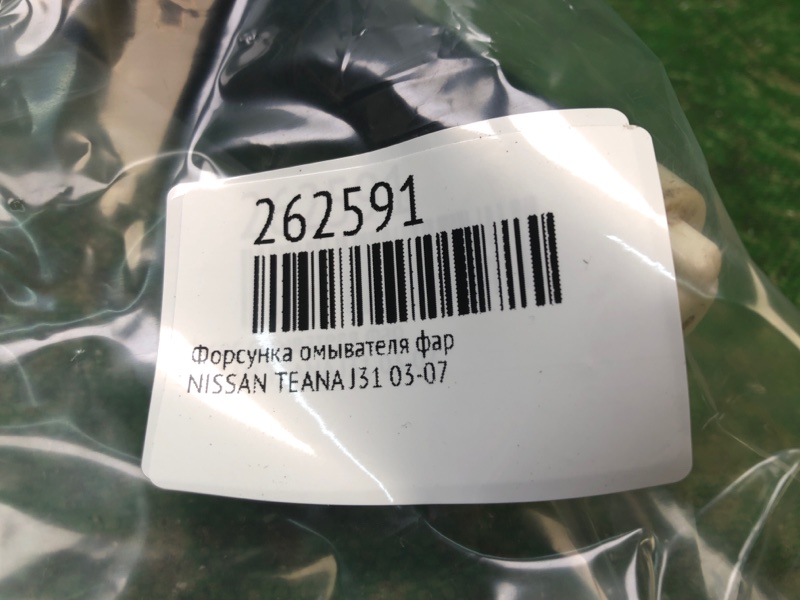 262591
Форсунка омывателя фар
NISSAN TEANA J31 03-07